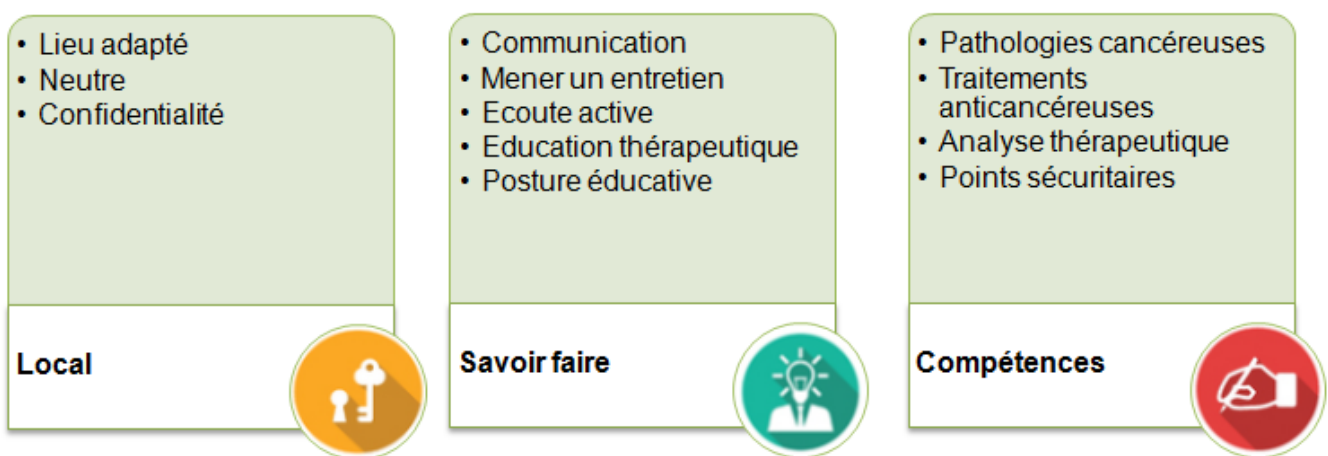 • Lieu adapté
• Neutre
• Confidentialité
Local
• Communication
• Mener un entretien
• Ecoute active
• Education thérapeutique
• Posture éducative
Savoir faire
• Pathologies cancéreuses
• Traitements
anticancéreuses
• Analyse thérapeutique
• Points sécuritaires
Compétences